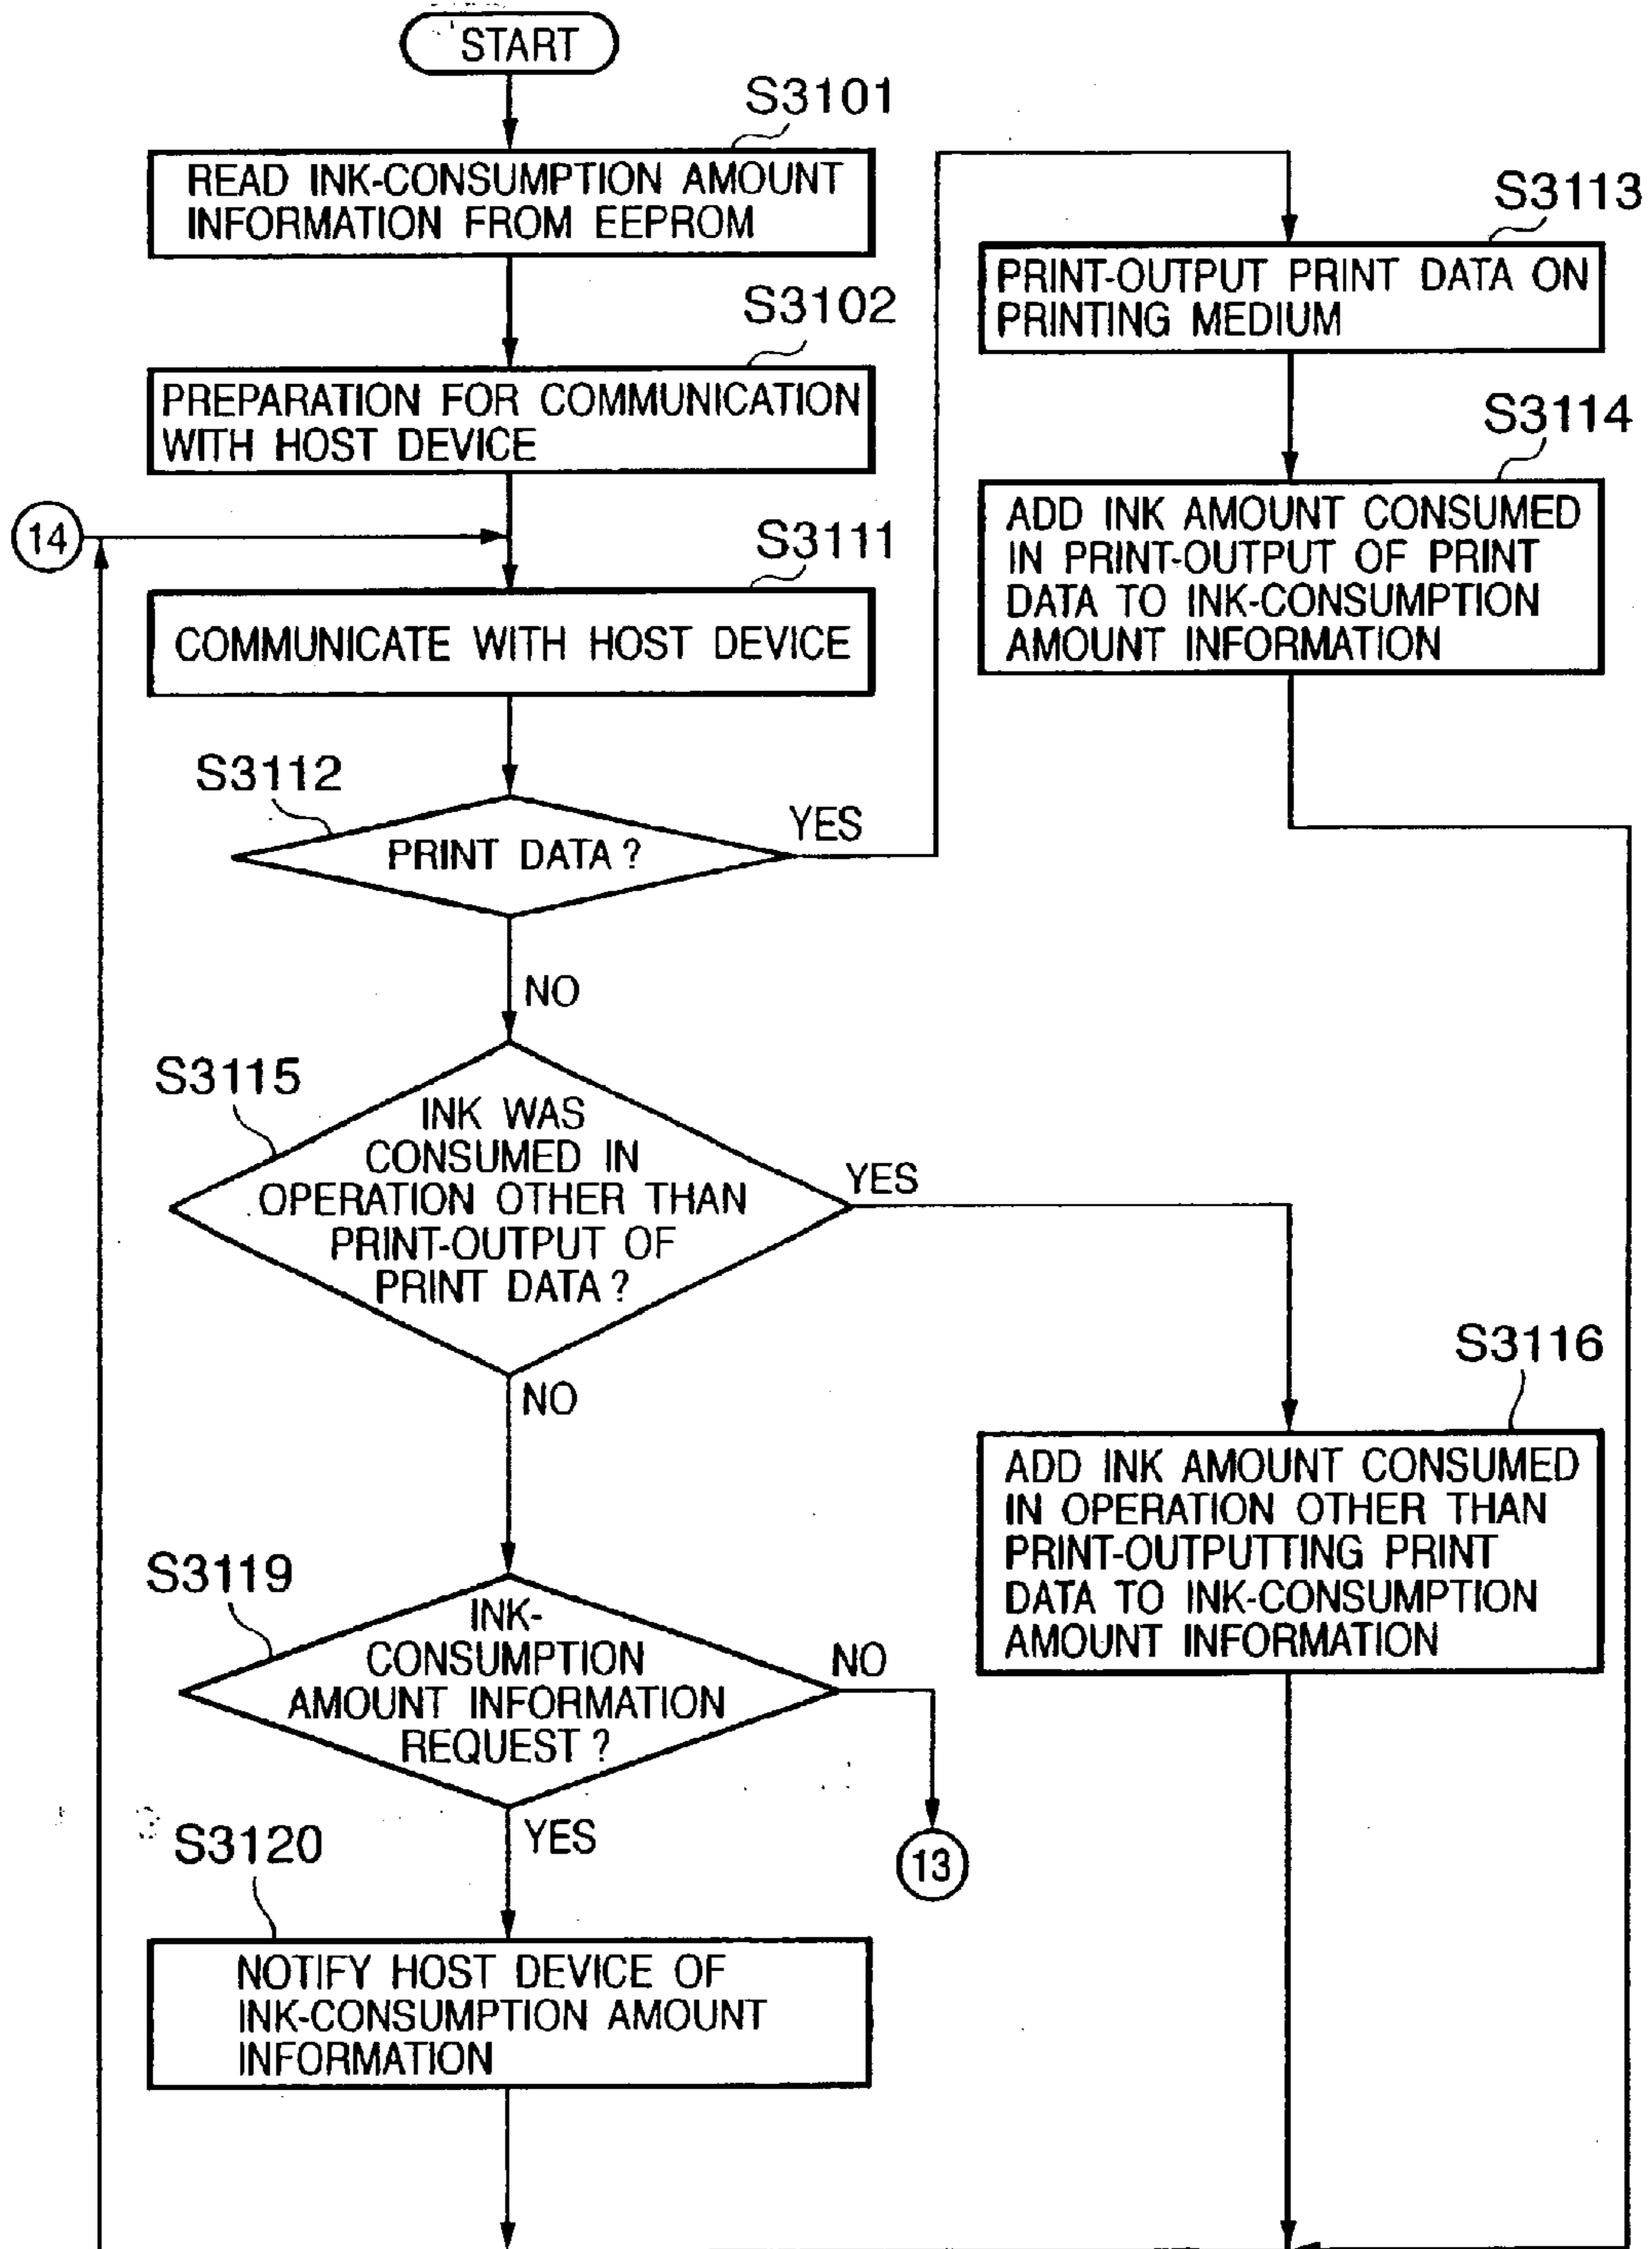 START
S3101
READ INK-CONSUMPTION AMOUNT
INFORMATION FROM EEPROM
S3102
PREPARATION FOR COMMUNICATION
WITH HOST DEVICE
14
S3111
COMMUNICATE WITH HOST DEVICE
S3112
PRINT DATA?
YES
NO
S3113
PRINT-OUTPUT PRINT DATA ON
PRINTING MEDIUM
S3114
ADD INK AMOUNT CONSUMED
IN PRINT-OUTPUT OF PRINT
DATA TO INK-CONSUMPTION
AMOUNT INFORMATION
S3115
INK WAS
CONSUMED IN
OPERATION OTHER THAN
PRINT-OUTPUT OF
PRINT DATA?
YES
NO
S3116
ADD INK AMOUNT CONSUMED
IN OPERATION OTHER THAN
PRINT-OUTPUTTING PRINT
DATA TO INK-CONSUMPTION
AMOUNT INFORMATION
S3119
INK-
CONSUMPTION
AMOUNT INFORMATION
REQUEST?
NO
13
YES
S3120
NOTIFY HOST DEVICE OF
INK-CONSUMPTION AMOUNT
INFORMATION